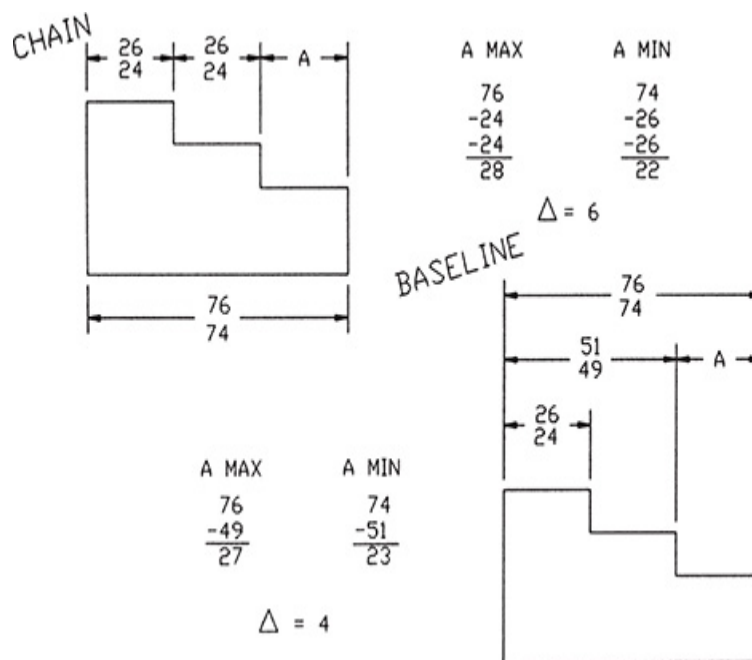 CHAIN
26 26 A
24 24
76
74
A MAX A MIN
76 74
-24 -26
-24 -26
28 22
Δ = 6
BASELINE
76
74
51 A
49
26
24
A MAX A MIN
76 74
-49 -51
27 23
Δ = 4